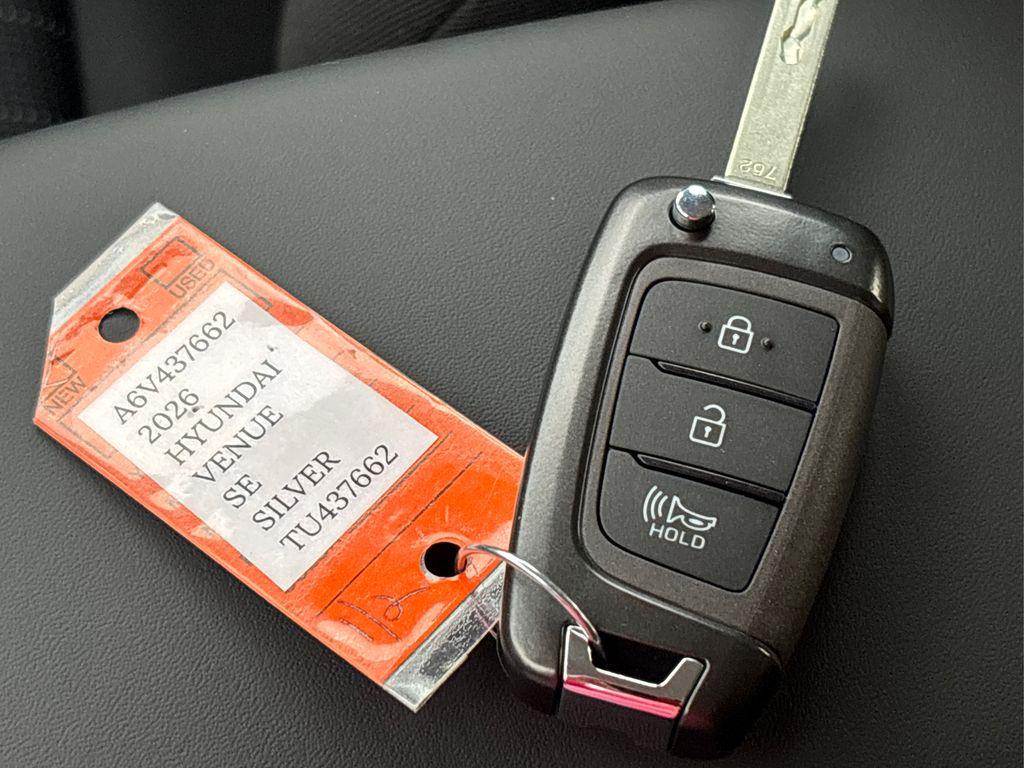 USED
NEW
A6V437662
2026
HYUNDAI
VENUE
SE
SILVER
TU437662
762
HOLD